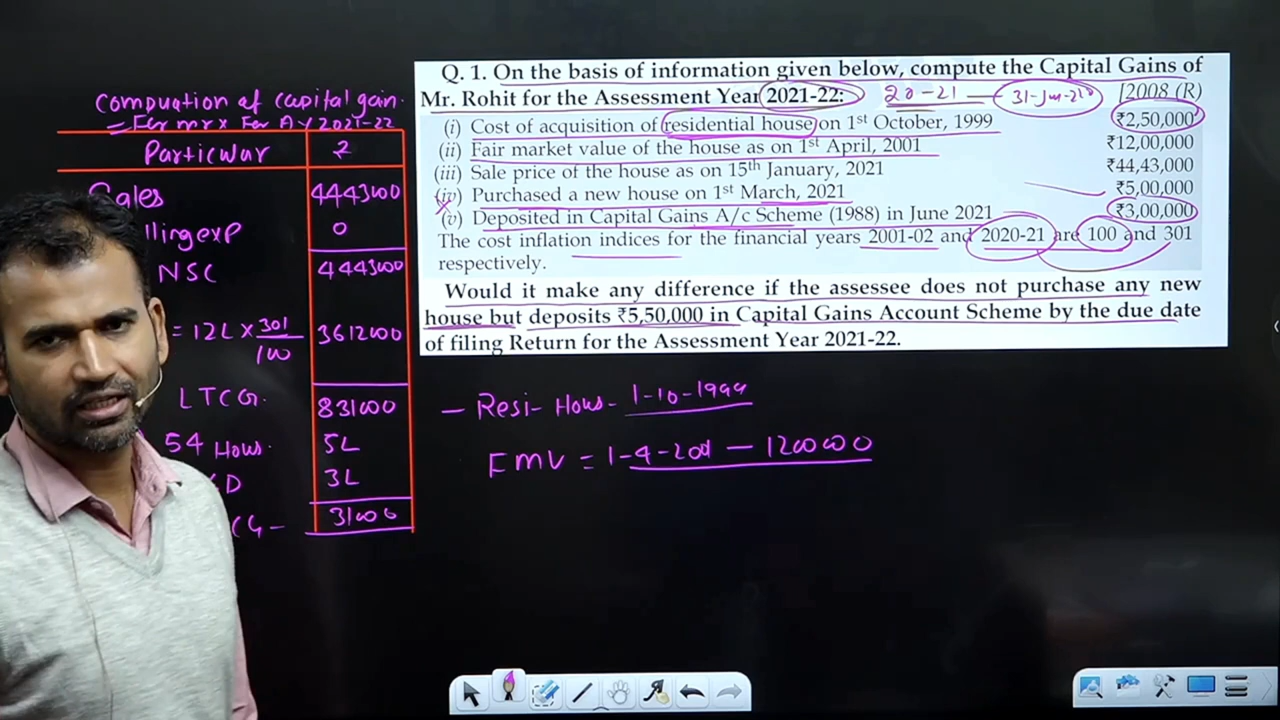 Compuation of capital gain.
For mr x For A Y 2021-22
Particular ₹
Sales 4443000
lling exp 0
NSC 4443000
= 12L × 301/100 3612000
LTCG. 831000
54 Hous. 5L
D 3L
CG - 31000
Q. 1. On the basis of information given below, compute the Capital Gains of
Mr. Rohit for the Assessment Year 2021-22: 20-21 [2008 (R)
(i) Cost of acquisition of residential house on 1st October, 1999 ₹2,50,000
(ii) Fair market value of the house as on 1st April, 2001 ₹12,00,000
(iii) Sale price of the house as on 15th January, 2021 ₹44,43,000
(iv) Purchased a new house on 1st March, 2021 ₹5,00,000
(v) Deposited in Capital Gains A/c Scheme (1988) in June 2021 ₹3,00,000
The cost inflation indices for the financial years 2001-02 and 2020-21 are 100 and 301
respectively.
Would it make any difference if the assessee does not purchase any new
house but deposits ₹5,50,000 in Capital Gains Account Scheme by the due date
of filing Return for the Assessment Year 2021-22.
- Resi- Hous- 1-10-1999
FMV = 1-4-2001 - 1200000